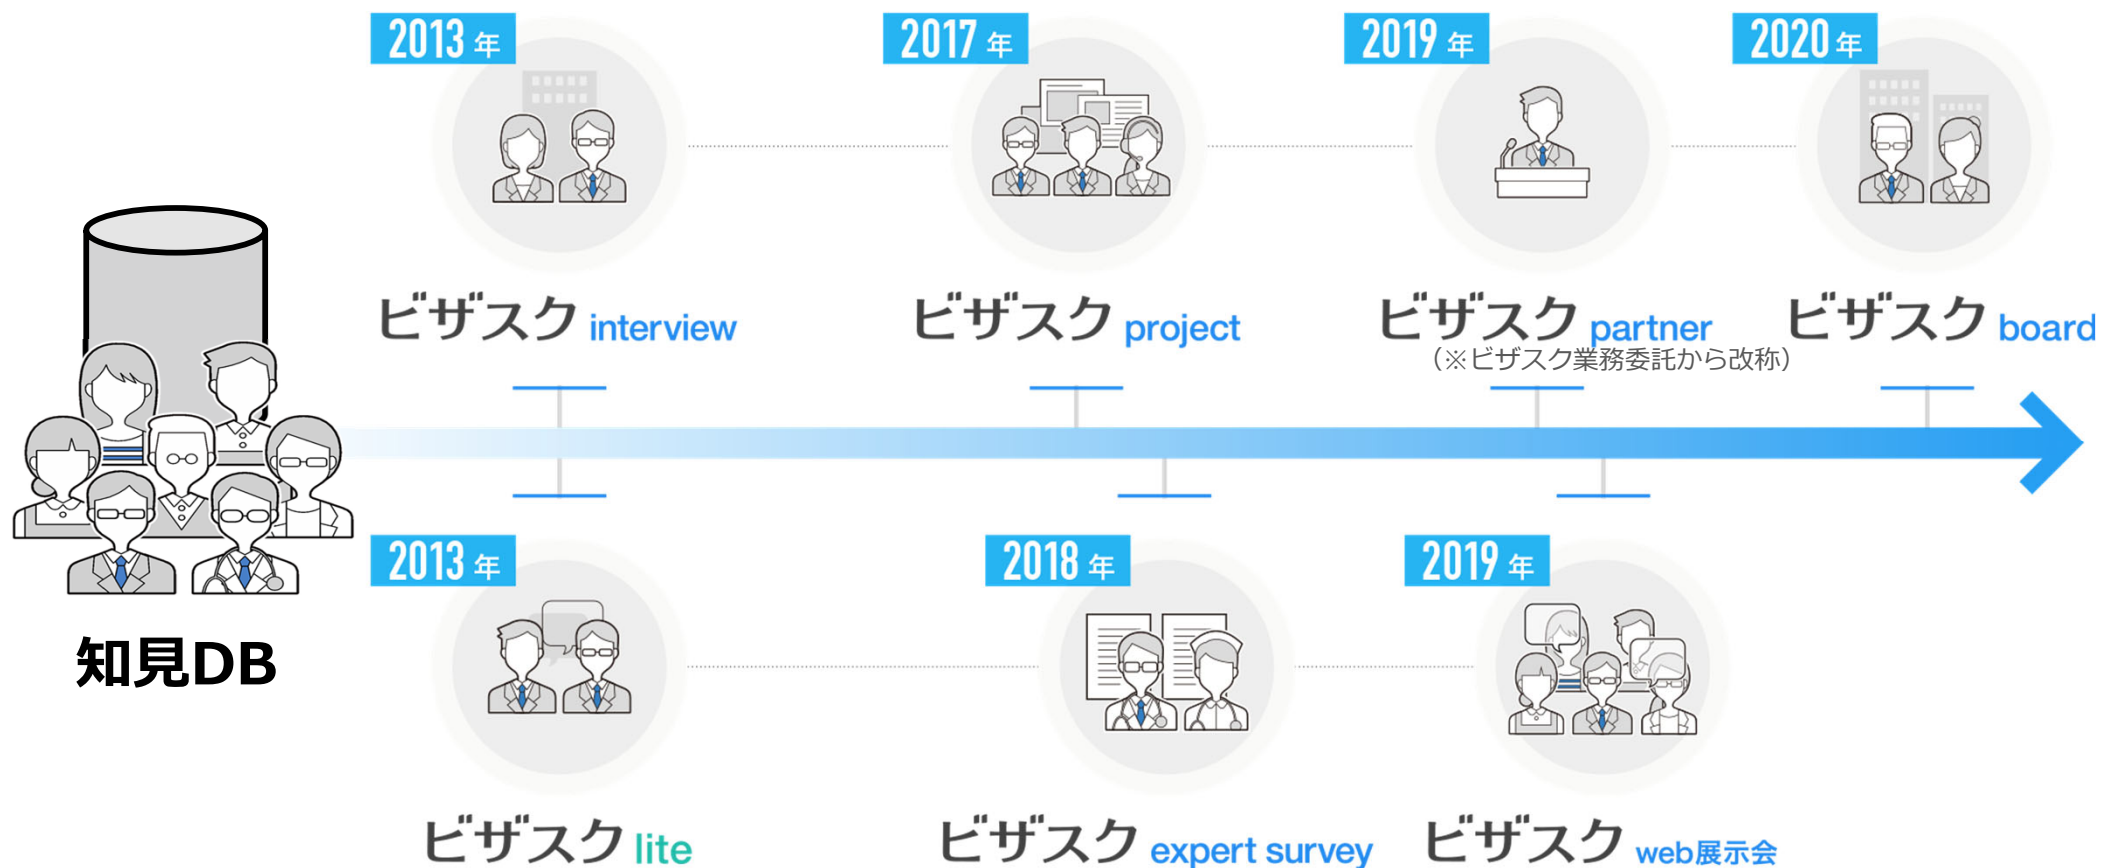 2013年
2017年
2019年
2020年
ビザスク interview
ビザスク project
ビザスク partner
(※ビザスク業務委託から改称)
ビザスク board
知見DB
2013年
2018年
2019年
ビザスク lite
ビザスク expert survey
ビザスク web展示会